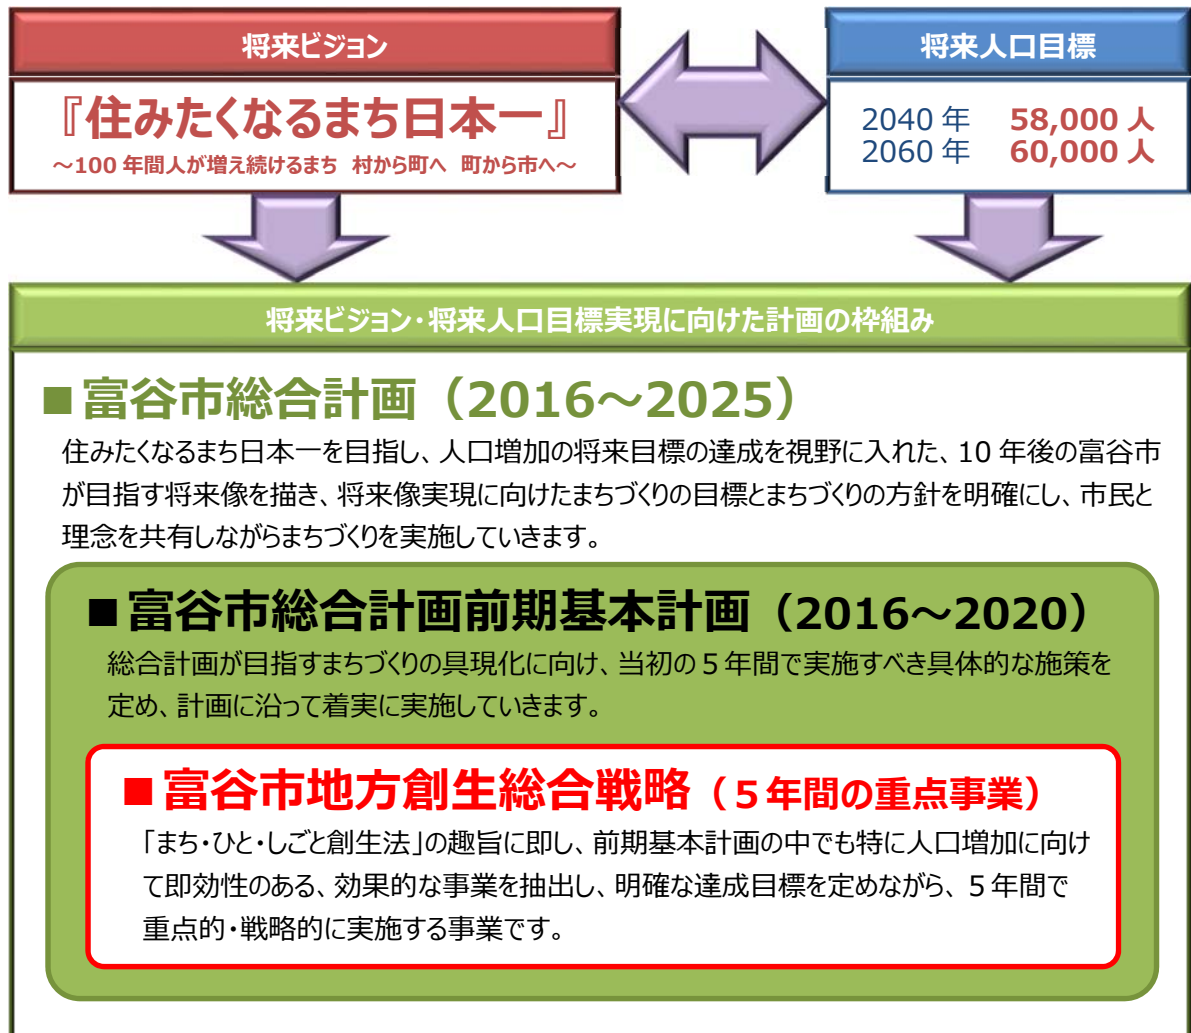 将来ビジョン
『住みたくなるまち日本一』
～100 年間人が増え続けるまち 村から町へ 町から市へ～
将来人口目標
2040 年 58,000 人
2060 年 60,000 人
将来ビジョン・将来人口目標実現に向けた計画の枠組み
■富谷市総合計画（2016～2025）
住みたくなるまち日本一を目指し、人口増加の将来目標の達成を視野に入れた、10 年後の富谷市
が目指す将来像を描き、将来像実現に向けたまちづくりの目標とまちづくりの方針を明確にし、市民と
理念を共有しながらまちづくりを実施していきます。
■富谷市総合計画前期基本計画（2016～2020）
総合計画が目指すまちづくりの具現化に向け、当初の５年間で実施すべき具体的な施策を
定め、計画に沿って着実に実施していきます。
■富谷市地方創生総合戦略（５年間の重点事業）
「まち・ひと・しごと創生法」の趣旨に即し、前期基本計画の中でも特に人口増加に向け
て即効性のある、効果的な事業を抽出し、明確な達成目標を定めながら、５年間で
重点的・戦略的に実施する事業です。